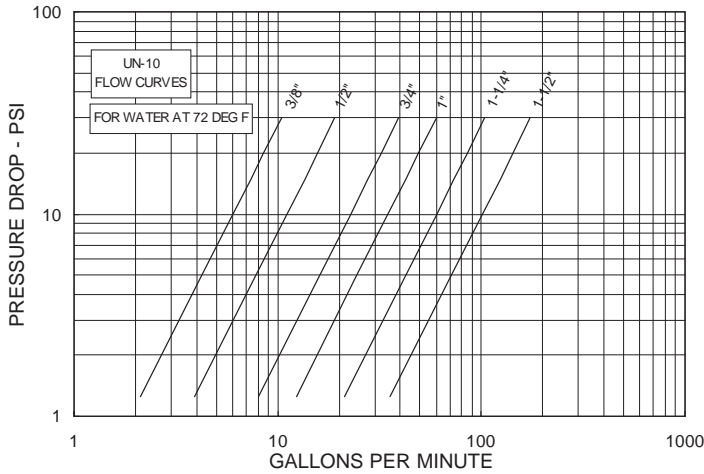 100
UN-10
FLOW CURVES
FOR WATER AT 72 DEG F
3/8"
1/2"
3/4"
1"
1-1/4"
1-1/2"
PRESSURE DROP - PSI
10
1
1
10
100
1000
GALLONS PER MINUTE